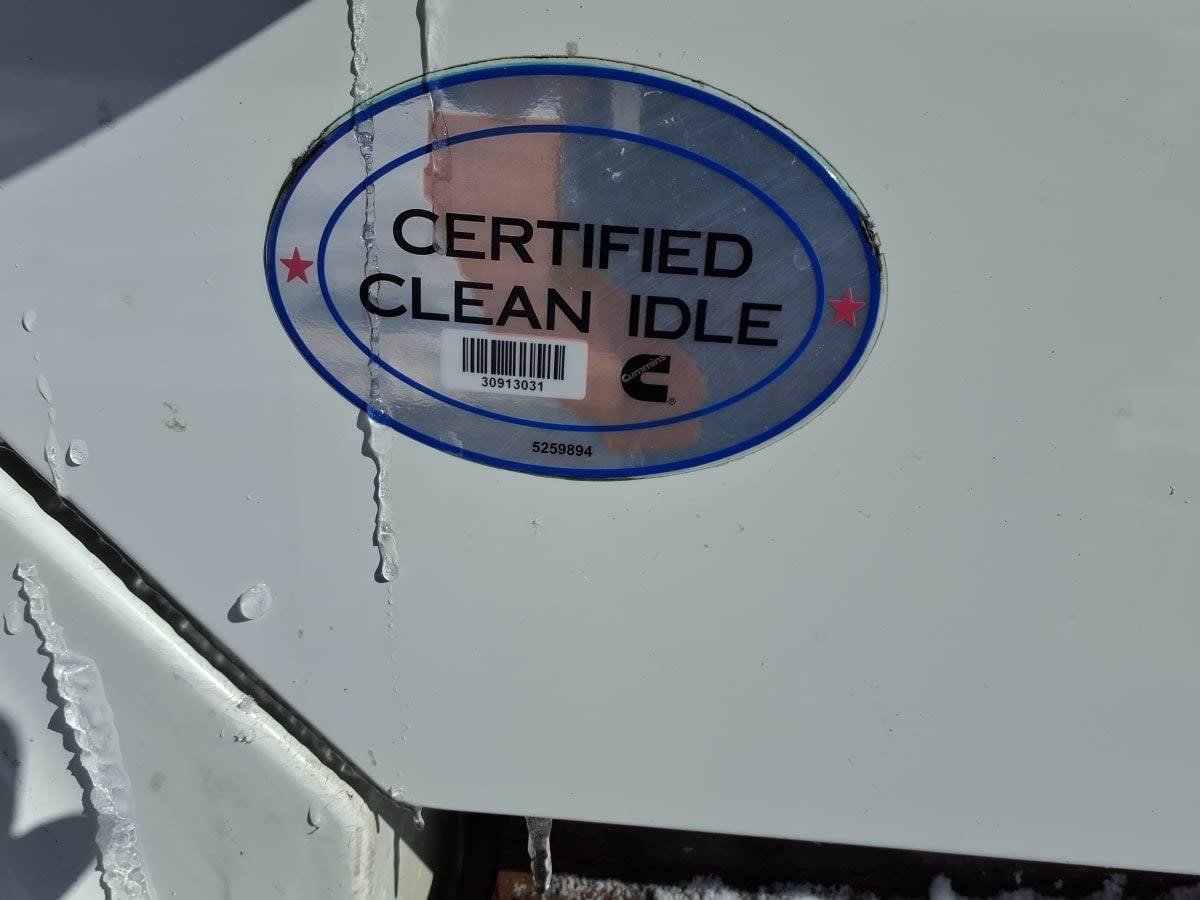 CERTIFIED
CLEAN IDLE
30913031
Cummins
®
5259894